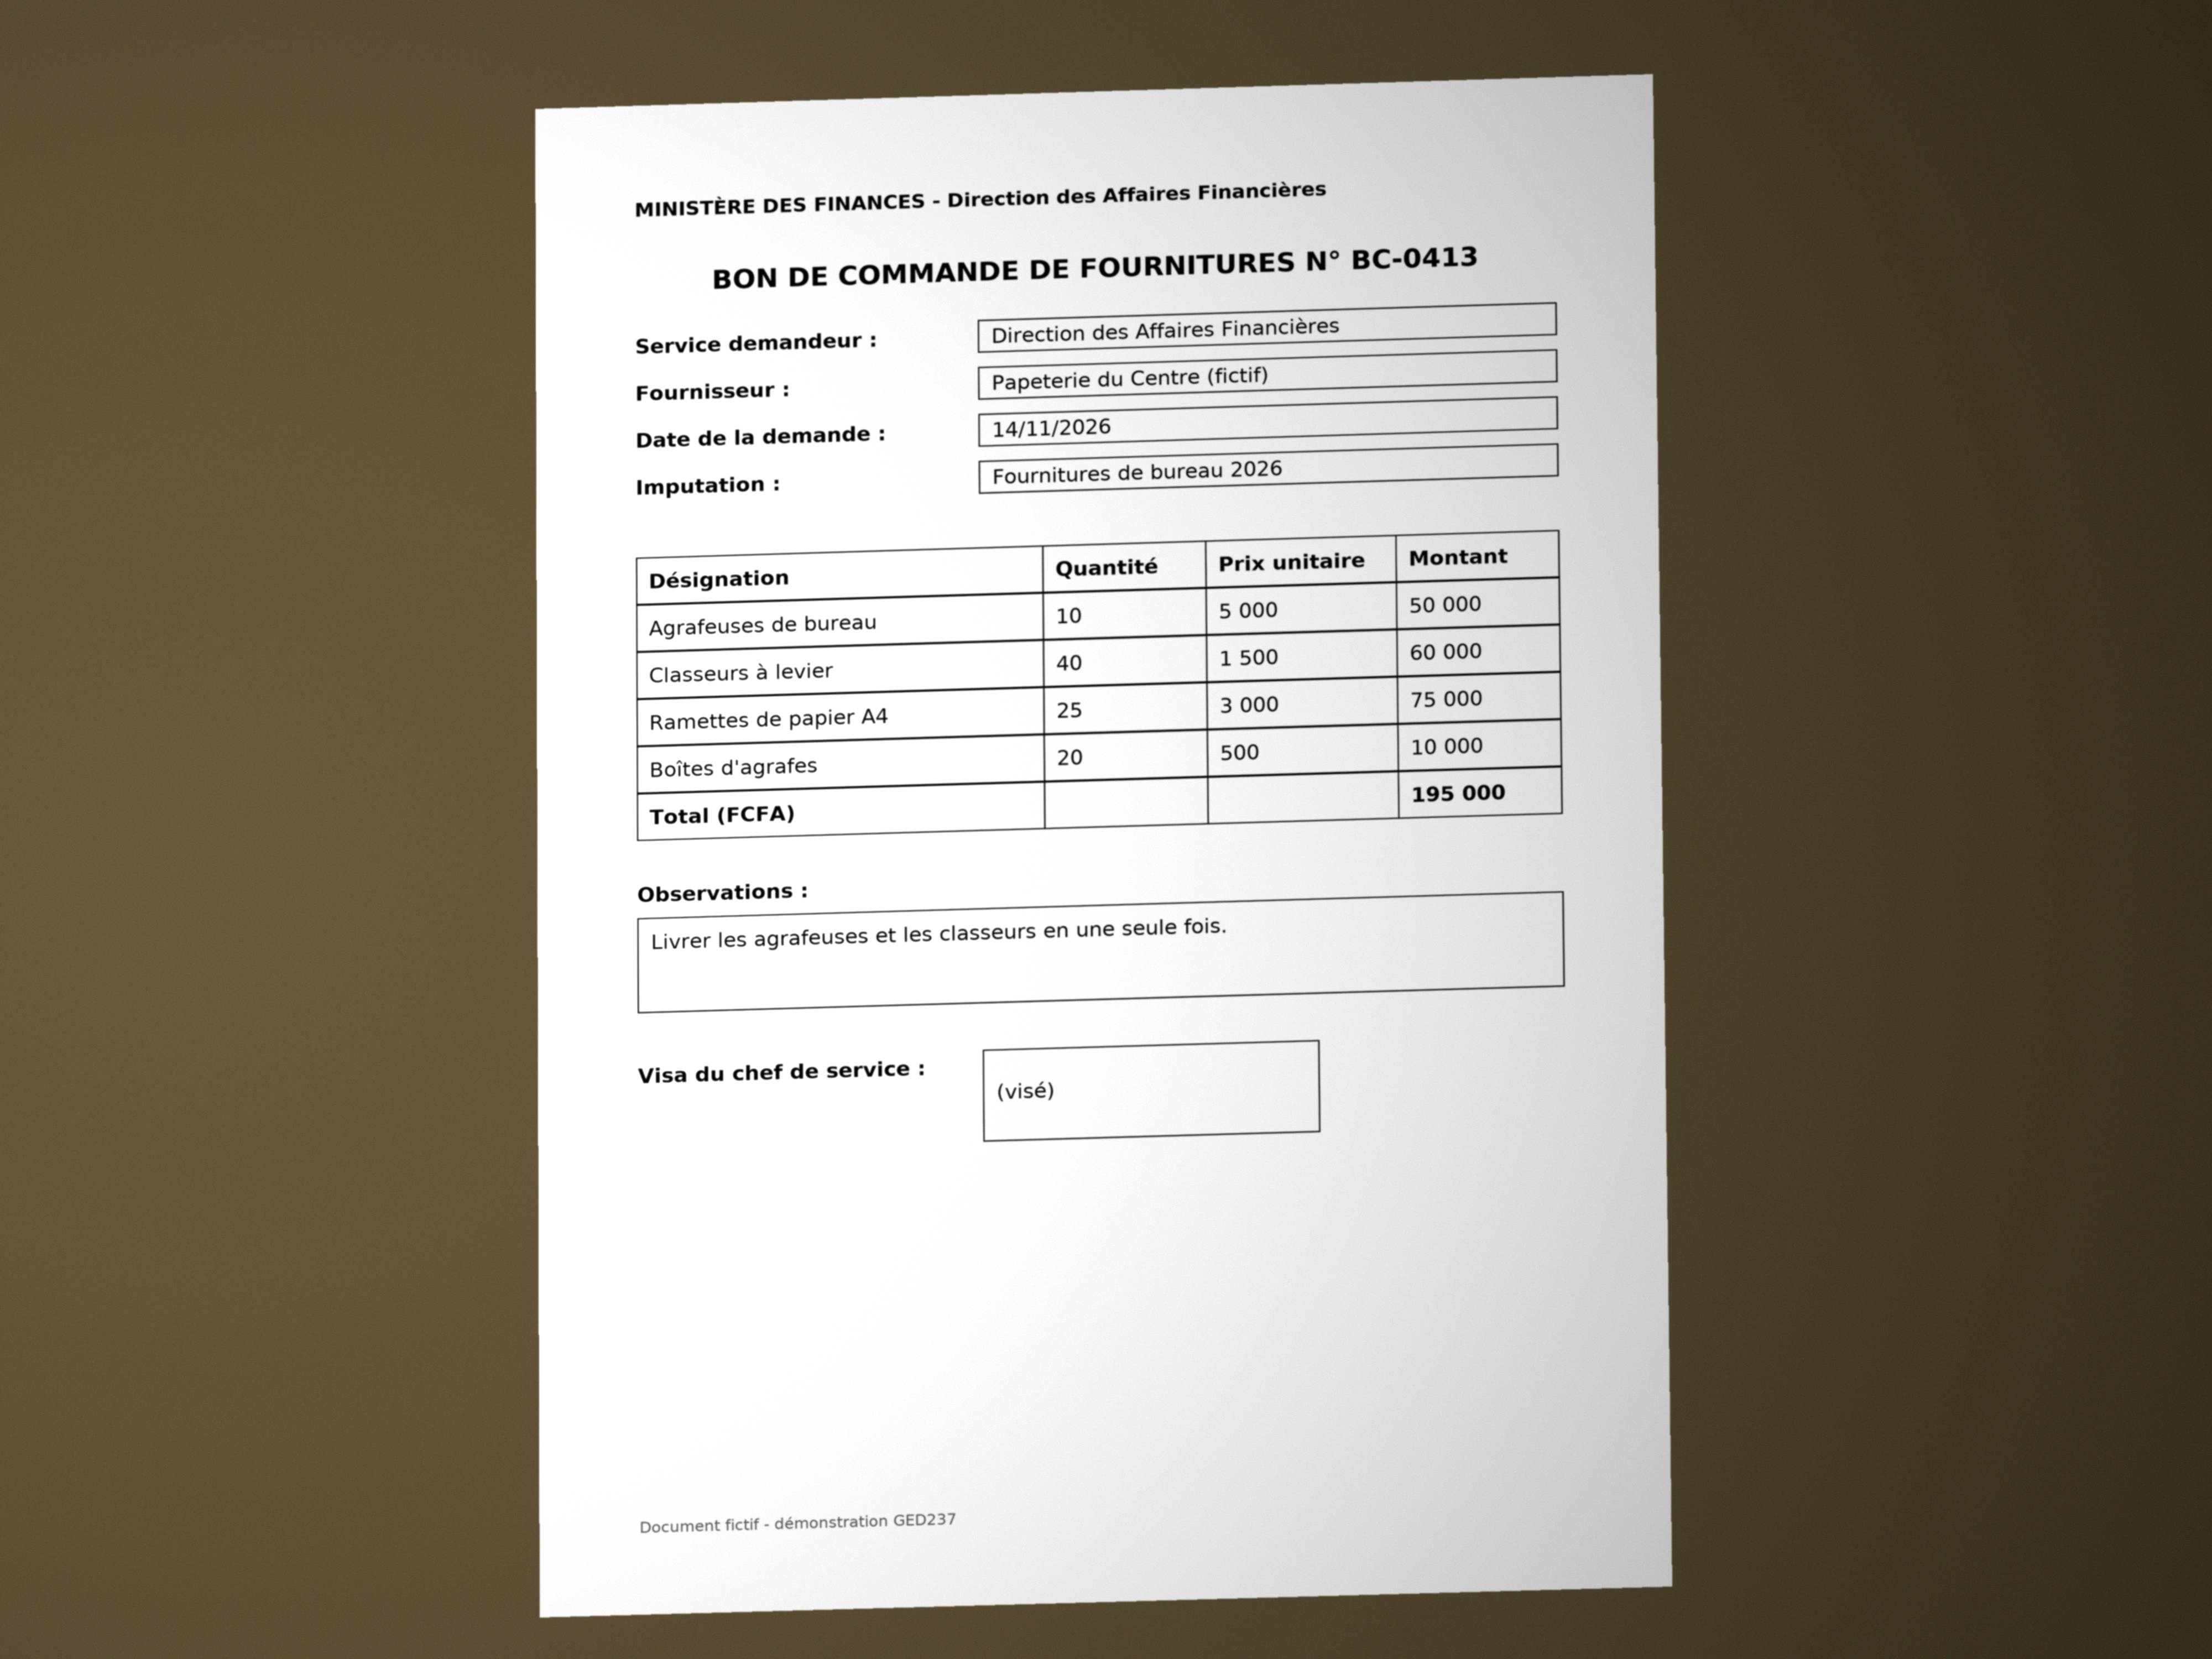 MINISTÈRE DES FINANCES - Direction des Affaires Financières
BON DE COMMANDE DE FOURNITURES N° BC-0413
Service demandeur : Direction des Affaires Financières
Fournisseur : Papeterie du Centre (fictif)
Date de la demande : 14/11/2026
Imputation : Fournitures de bureau 2026
Désignation Quantité Prix unitaire Montant
Agrafeuses de bureau 10 5 000 50 000
Classeurs à levier 40 1 500 60 000
Ramettes de papier A4 25 3 000 75 000
Boîtes d'agrafes 20 500 10 000
Total (FCFA) 195 000
Observations :
Livrer les agrafeuses et les classeurs en une seule fois.
Visa du chef de service : (visé)
Document fictif - démonstration GED237